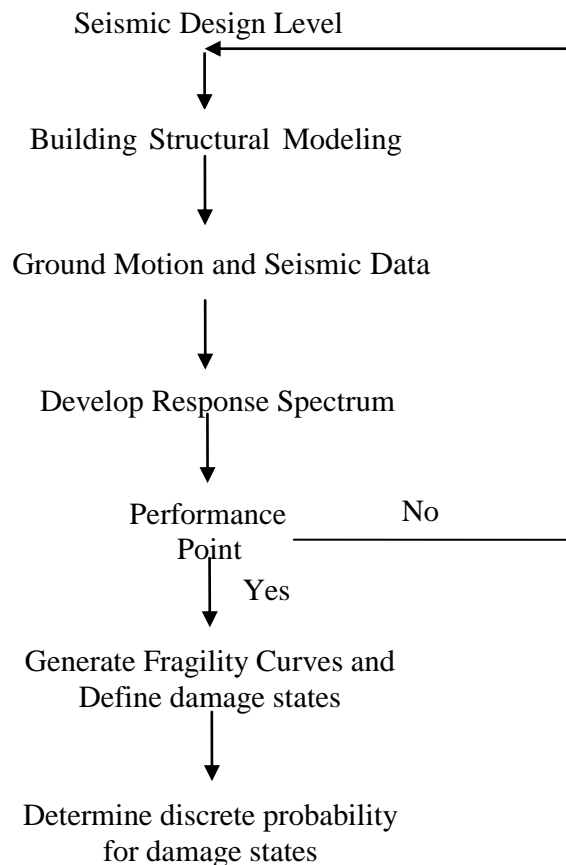 Seismic Design Level
Building Structural Modeling
Ground Motion and Seismic Data
Develop Response Spectrum
Performance
Point
No
Yes
Generate Fragility Curves and
Define damage states
Determine discrete probability
for damage states